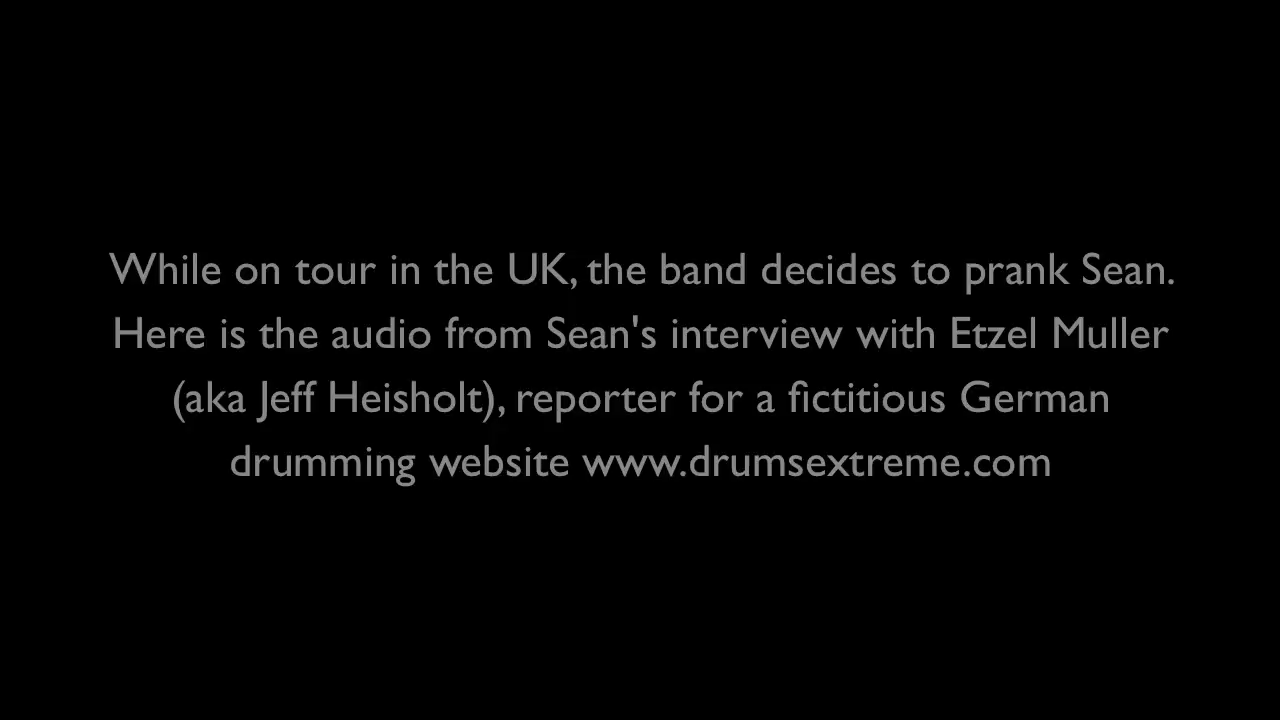 While on tour in the UK, the band decides to prank Sean.
Here is the audio from Sean's interview with Etzel Muller
(aka Jeff Heisholt), reporter for a fictitious German
drumming website www.drumsextreme.com